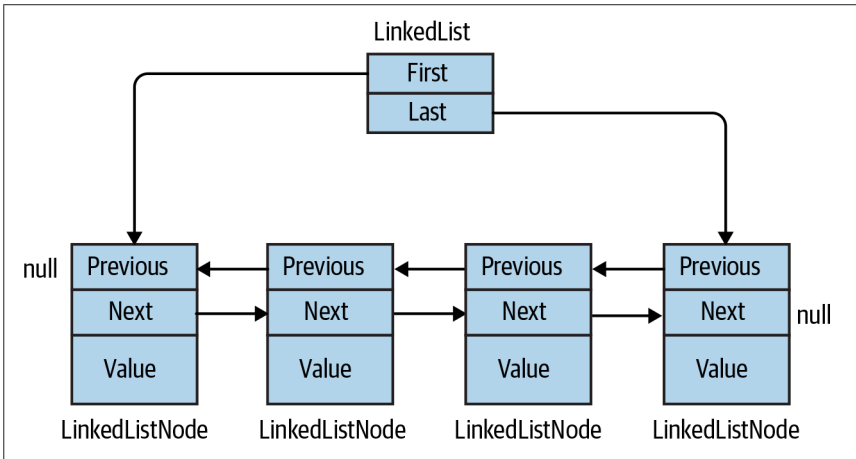 LinkedList
First
Last
null Previous Previous Previous Previous
Next Next Next Next null
Value Value Value Value
LinkedListNode LinkedListNode LinkedListNode LinkedListNode